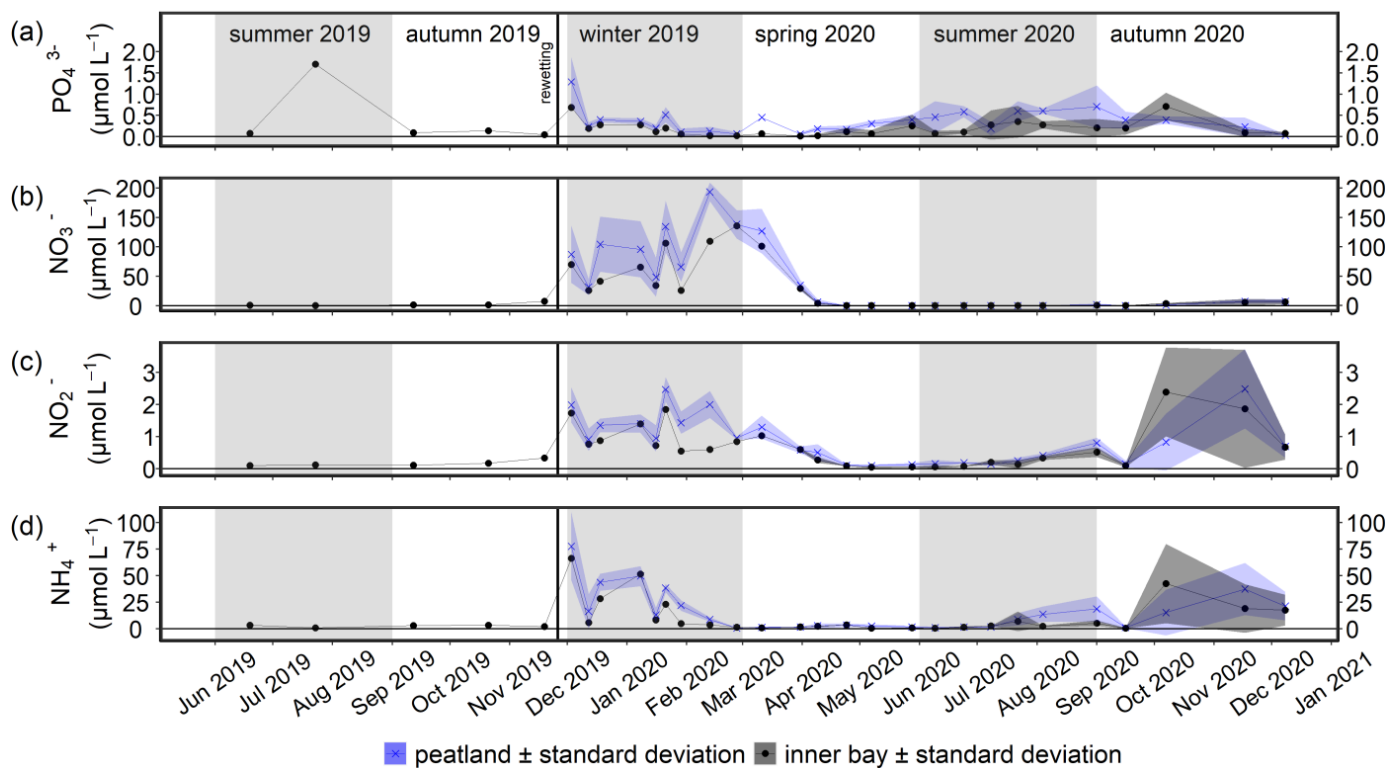 (a)
summer 2019 autumn 2019 winter 2019 spring 2020 summer 2020 autumn 2020
rewetting
PO₄ ³⁻
(μmol L⁻¹)
2.0 2.0
1.5 1.5
1.0 1.0
0.5 0.5
0.0 0.0
(b)
NO₃ ⁻
(μmol L⁻¹)
200 200
150 150
100 100
50 50
0 0
(c)
NO₂ ⁻
(μmol L⁻¹)
3 3
2 2
1 1
0 0
(d)
NH₄ ⁺
(μmol L⁻¹)
100 100
75 75
50 50
25 25
0 0
Jun 2019 Jul 2019 Aug 2019 Sep 2019 Oct 2019 Nov 2019 Dec 2019 Jan 2020 Feb 2020 Mar 2020 Apr 2020 May 2020 Jun 2020 Jul 2020 Aug 2020 Sep 2020 Oct 2020 Nov 2020 Dec 2020 Jan 2021
peatland ± standard deviation inner bay ± standard deviation